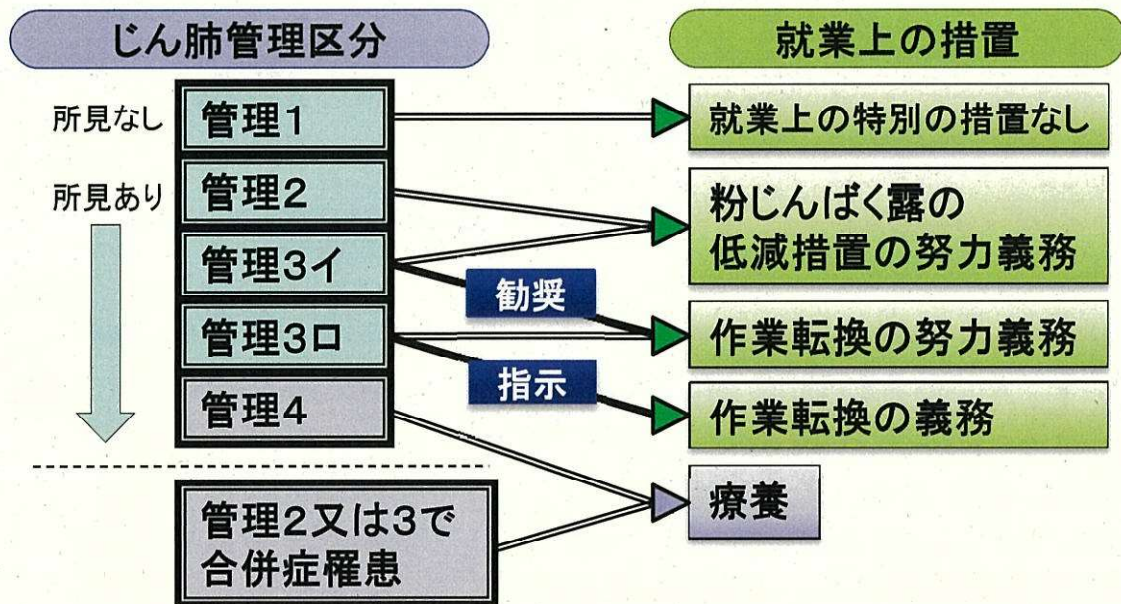 じん肺管理区分
就業上の措置
所見なし
管理1
就業上の特別の措置なし
所見あり
管理2
粉じんばく露の
低減措置の努力義務
管理3イ
勧奨
管理3ロ
作業転換の努力義務
指示
管理4
作業転換の義務
管理2又は3で
合併症罹患
療養